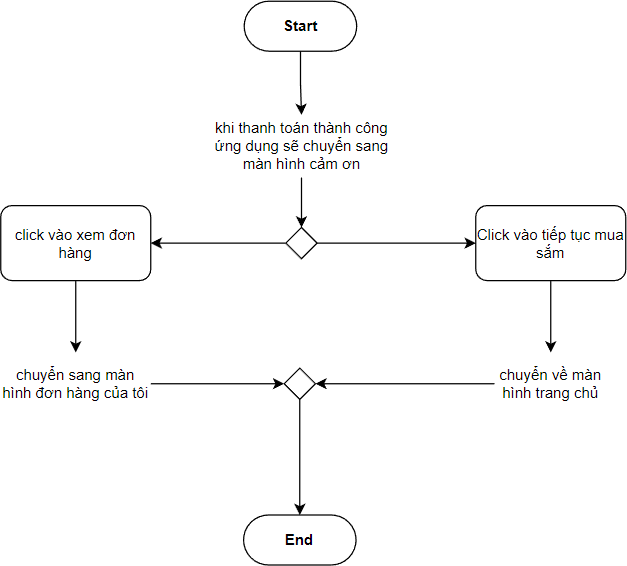 Start
khi thanh toán thành công
ứng dụng sẽ chuyển sang
màn hình cảm ơn
click vào xem đơn
hàng
Click vào tiếp tục mua
sắm
chuyển sang màn
hình đơn hàng của tôi
chuyển về màn
hình trang chủ
End